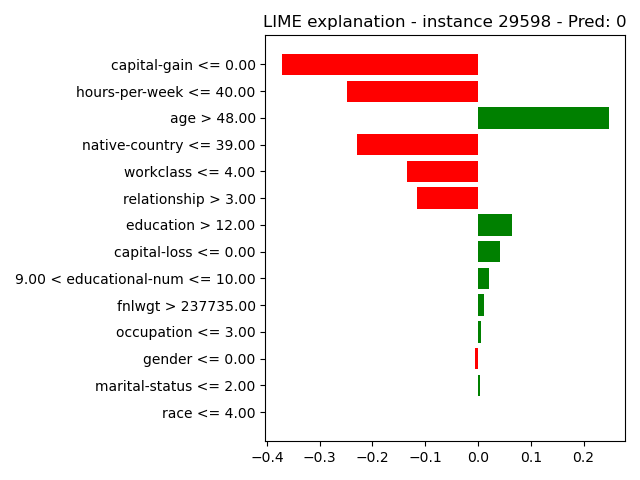 LIME explanation - instance 29598 - Pred: 0
capital-gain <= 0.00
hours-per-week <= 40.00
age > 48.00
native-country <= 39.00
workclass <= 4.00
relationship > 3.00
education > 12.00
capital-loss <= 0.00
9.00 < educational-num <= 10.00
fnlwgt > 237735.00
occupation <= 3.00
gender <= 0.00
marital-status <= 2.00
race <= 4.00
−0.4 −0.3 −0.2 −0.1 0.0 0.1 0.2